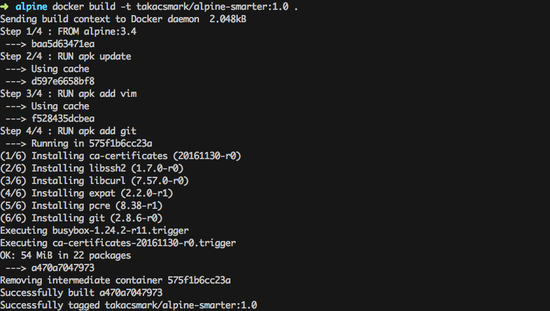 ➜ alpine docker build -t takacsmark/alpine-smarter:1.0 .
Sending build context to Docker daemon  2.048kB
Step 1/4 : FROM alpine:3.4
 ---> baa5d63471ea
Step 2/4 : RUN apk update
 ---> Using cache
 ---> d597e6658bf8
Step 3/4 : RUN apk add vim
 ---> Using cache
 ---> f528435dcbea
Step 4/4 : RUN apk add git
 ---> Running in 575f1b6cc23a
(1/6) Installing ca-certificates (20161130-r0)
(2/6) Installing libssh2 (1.7.0-r0)
(3/6) Installing libcurl (7.57.0-r0)
(4/6) Installing expat (2.2.0-r1)
(5/6) Installing pcre (8.38-r1)
(6/6) Installing git (2.8.6-r0)
Executing busybox-1.24.2-r11.trigger
Executing ca-certificates-20161130-r0.trigger
OK: 54 MiB in 22 packages
 ---> a470a7047973
Removing intermediate container 575f1b6cc23a
Successfully built a470a7047973
Successfully tagged takacsmark/alpine-smarter:1.0